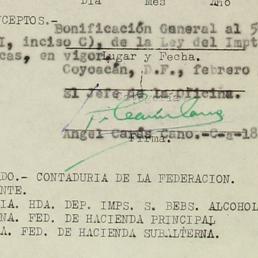 Día Mes Año
CEPTOS.- Bonificación General al 5
I, inciso C), de la Ley del Impt
cas, en vigor Lugar y Fecha.
Coyoacán, D.F., febrero
El Jefe de la Oficina.
Angel Carús Cano.-C-a-18
Firma.
DO.- CONTADURIA DE LA FEDERACION.
NTE.
IA. HDA. DEP. IMPS. S. BEBS. ALCOHOL
NA. FED. DE HACIENDA PRINCIPAL
A. FED. DE HACIENDA SUBALTERNA.